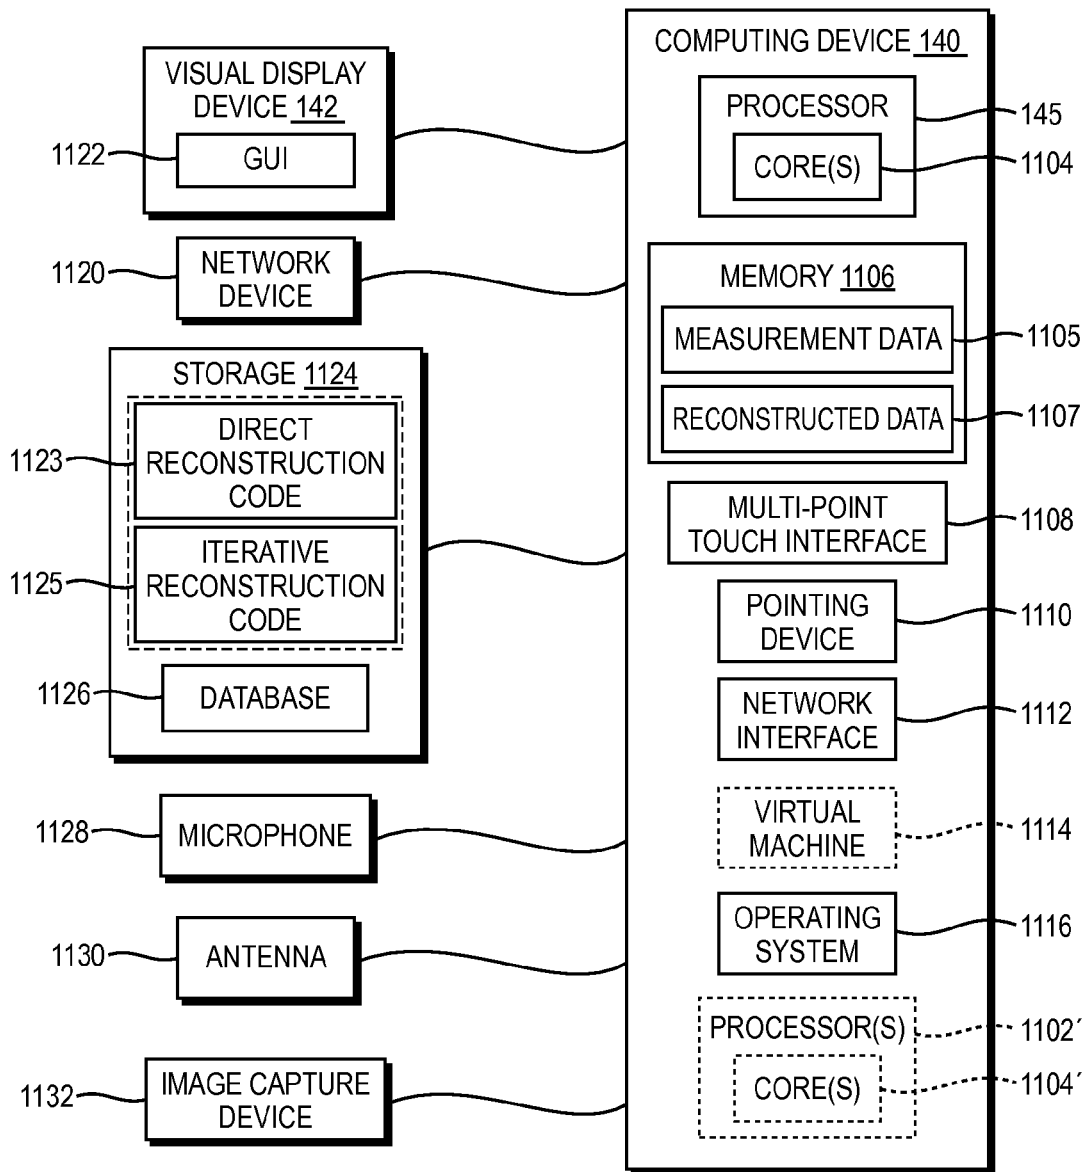 VISUAL DISPLAY
DEVICE 142
1122
GUI
1120
NETWORK
DEVICE
STORAGE 1124
1123
DIRECT
RECONSTRUCTION
CODE
1125
ITERATIVE
RECONSTRUCTION
CODE
1126
DATABASE
1128
MICROPHONE
1130
ANTENNA
1132
IMAGE CAPTURE
DEVICE
COMPUTING DEVICE 140
PROCESSOR
145
CORE(S)
1104
MEMORY 1106
MEASUREMENT DATA
1105
RECONSTRUCTED DATA
1107
MULTI-POINT
TOUCH INTERFACE
1108
POINTING
DEVICE
1110
NETWORK
INTERFACE
1112
VIRTUAL
MACHINE
1114
OPERATING
SYSTEM
1116
PROCESSOR(S)
1102´
CORE(S)
1104´